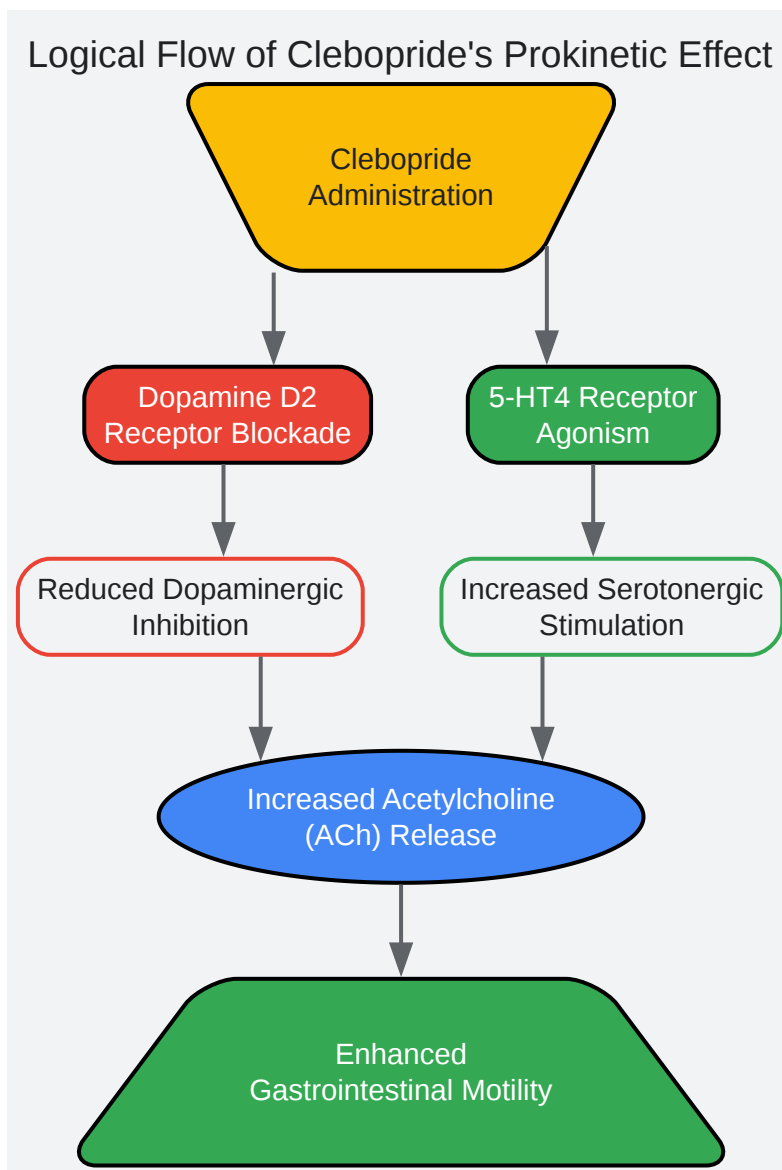 Logical Flow of Clebopride's Prokinetic Effect
Clebopride
Administration
Dopamine D2
Receptor Blockade
5-HT4 Receptor
Agonism
Reduced Dopaminergic
Inhibition
Increased Serotonergic
Stimulation
Increased Acetylcholine
(ACh) Release
Enhanced
Gastrointestinal Motility